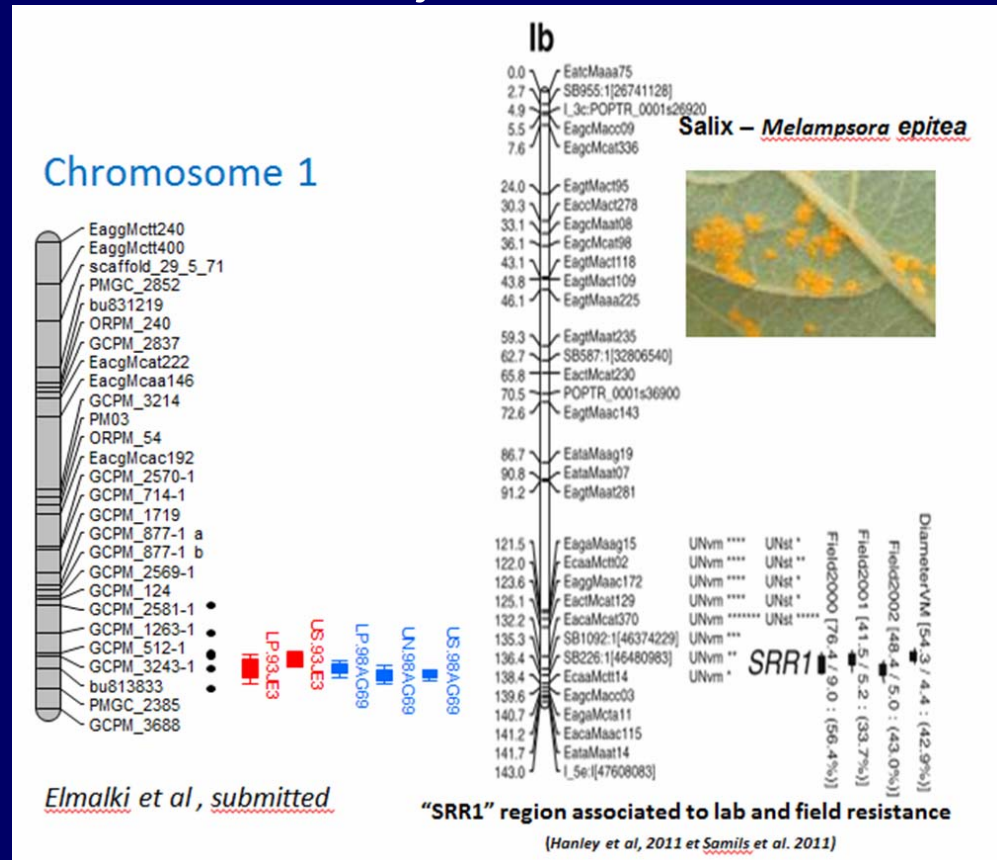 Ib
0.0 EatcMaaa75
2.7 SB955:1[26741128]
4.9 I_3c:POPTR_0001s26920
5.5 EagcMacc09
7.6 EagcMcat336
24.0 EagtMact95
30.3 EaccMact278
33.1 EagcMaat08
36.1 EagcMcat98
43.1 EagtMact118
43.8 EagtMact109
46.1 EagtMaaa225
59.3 EagtMaat235
62.7 SB587:1[32806540]
65.8 EactMcat230
70.5 POPTR_0001s36900
72.6 EagtMaac143
86.7 EataMaag19
90.8 EataMaat07
91.2 EagtMaat281
121.5 EagaMaag15 UNvm **** UNst *
122.0 EcaaMctt02 UNvm **** UNst **
123.6 EaggMaac172 UNvm **** UNst *
125.1 EactMcat129 UNvm **** UNst *
132.2 EacaMcat370 UNvm ******* UNst *****
135.3 SB1092:1[46374229] UNvm ***
136.4 SB226:1[46480983] UNvm **
138.4 EcaaMctt14 UNvm *
139.6 EagcMacc03
140.7 EagaMcta11
141.2 EacaMaac115
141.7 EataMaat14
143.0 I_5e:I[47608083]
SRR1
Field2000 [76.4 / 9.0 : (56.4%)]
Field2001 [41.5 / 5.2 : (33.7%)]
Field2002 [48.4 / 5.0 : (43.0%)]
DiameterVM [54.3 / 4.4 : (42.9%)]
Salix – Melampsora epitea
Chromosome 1
EaggMctt240
EaggMctt400
scaffold_29_5_71
PMGC_2852
bu831219
ORPM_240
GCPM_2837
EacgMcat222
EacgMcaa146
GCPM_3214
PM03
ORPM_54
EacgMcac192
GCPM_2570-1
GCPM_714-1
GCPM_1719
GCPM_877-1 a
GCPM_877-1 b
GCPM_2569-1
GCPM_124
GCPM_2581-1
GCPM_1263-1
GCPM_512-1
GCPM_3243-1
bu813833
PMGC_2385
GCPM_3688
LP.93JE3
US.93JE3
LP.98AG69
UN.98AG69
US.98AG69
Elmalki et al , submitted
“SRR1” region associated to lab and field resistance
(Hanley et al, 2011 et Samils et al. 2011)